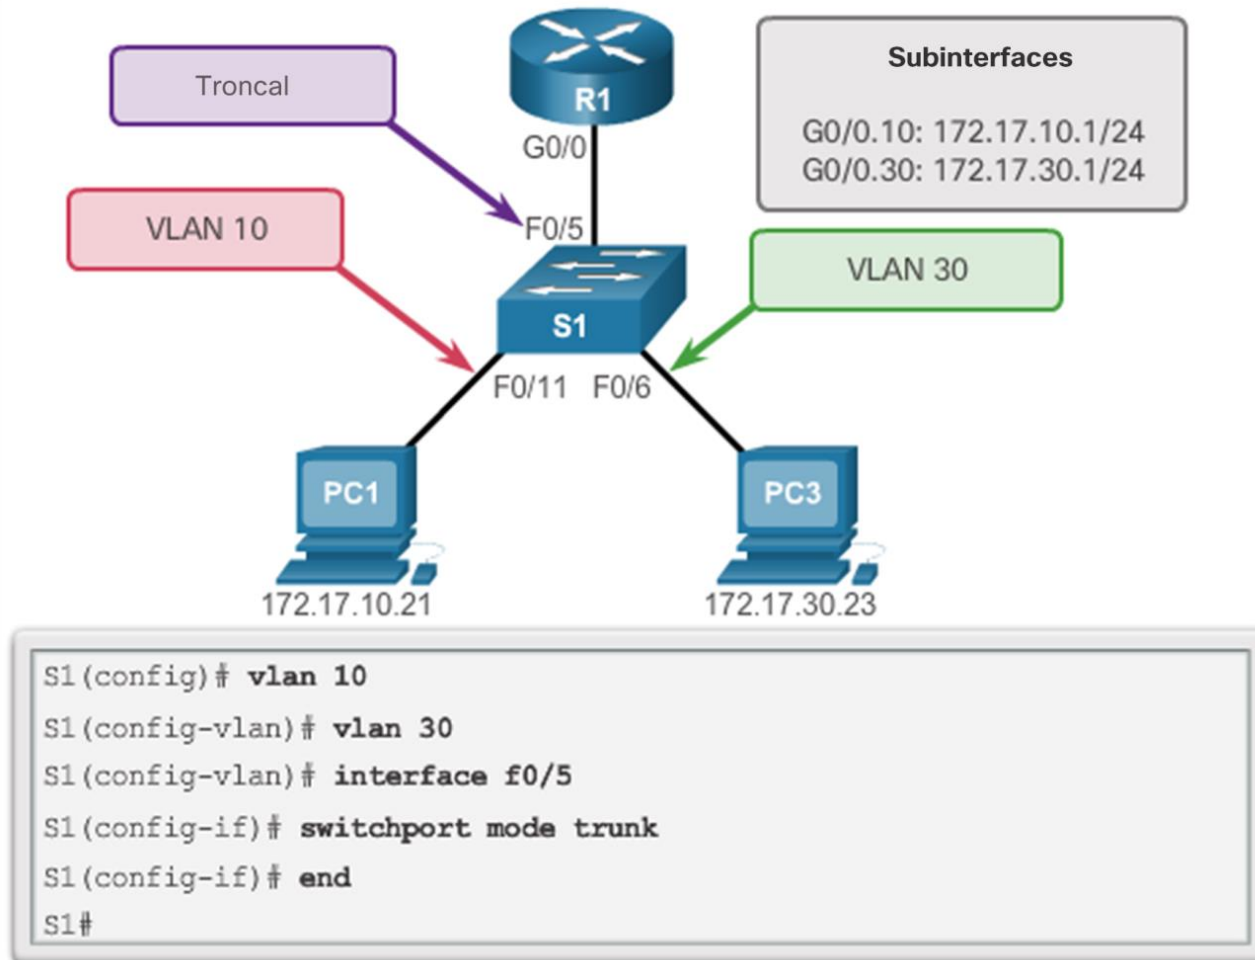 Troncal
R1
Subinterfaces
G0/0.10: 172.17.10.1/24
G0/0.30: 172.17.30.1/24
G0/0
VLAN 10
F0/5
VLAN 30
S1
F0/11
F0/6
PC1
PC3
172.17.10.21
172.17.30.23
S1(config)# vlan 10
S1(config-vlan)# vlan 30
S1(config-vlan)# interface f0/5
S1(config-if)# switchport mode trunk
S1(config-if)# end
S1#